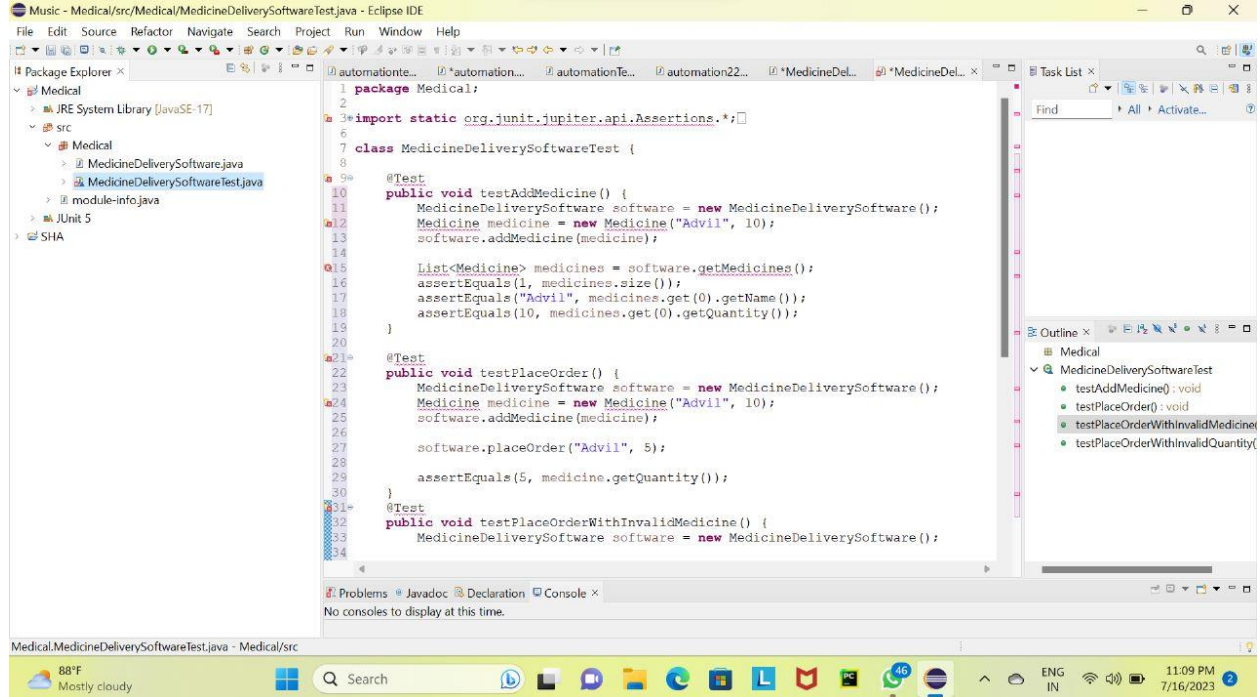 Music - Medical/src/Medical/MedicineDeliverySoftwareTest.java - Eclipse IDE
File Edit Source Refactor Navigate Search Project Run Window Help
Package Explorer
Medical
JRE System Library [JavaSE-17]
src
Medical
MedicineDeliverySoftware.java
MedicineDeliverySoftwareTest.java
module-info.java
JUnit 5
SHA
automationte... *automation.... automationTe... automation22... *MedicineDel... *MedicineDel...
1 package Medical;
2
3 import static org.junit.jupiter.api.Assertions.*;
6
7 class MedicineDeliverySoftwareTest {
8
9 @Test
10 public void testAddMedicine() {
11 MedicineDeliverySoftware software = new MedicineDeliverySoftware();
12 Medicine medicine = new Medicine("Advil", 10);
13 software.addMedicine(medicine);
14
15 List<Medicine> medicines = software.getMedicines();
16 assertEquals(1, medicines.size());
17 assertEquals("Advil", medicines.get(0).getName());
18 assertEquals(10, medicines.get(0).getQuantity());
19 }
20
21 @Test
22 public void testPlaceOrder() {
23 MedicineDeliverySoftware software = new MedicineDeliverySoftware();
24 Medicine medicine = new Medicine("Advil", 10);
25 software.addMedicine(medicine);
26
27 software.placeOrder("Advil", 5);
28
29 assertEquals(5, medicine.getQuantity());
30 }
31 @Test
32 public void testPlaceOrderWithInvalidMedicine() {
33 MedicineDeliverySoftware software = new MedicineDeliverySoftware();
34
Task List
Find All Activate...
Outline
Medical
MedicineDeliverySoftwareTest
testAddMedicine() : void
testPlaceOrder() : void
testPlaceOrderWithInvalidMedicine(
testPlaceOrderWithInvalidQuantity(
Problems Javadoc Declaration Console
No consoles to display at this time.
Medical.MedicineDeliverySoftwareTest.java - Medical/src
88°F
Mostly cloudy
Search
46
ENG
IN
11:09 PM
7/16/2023
2